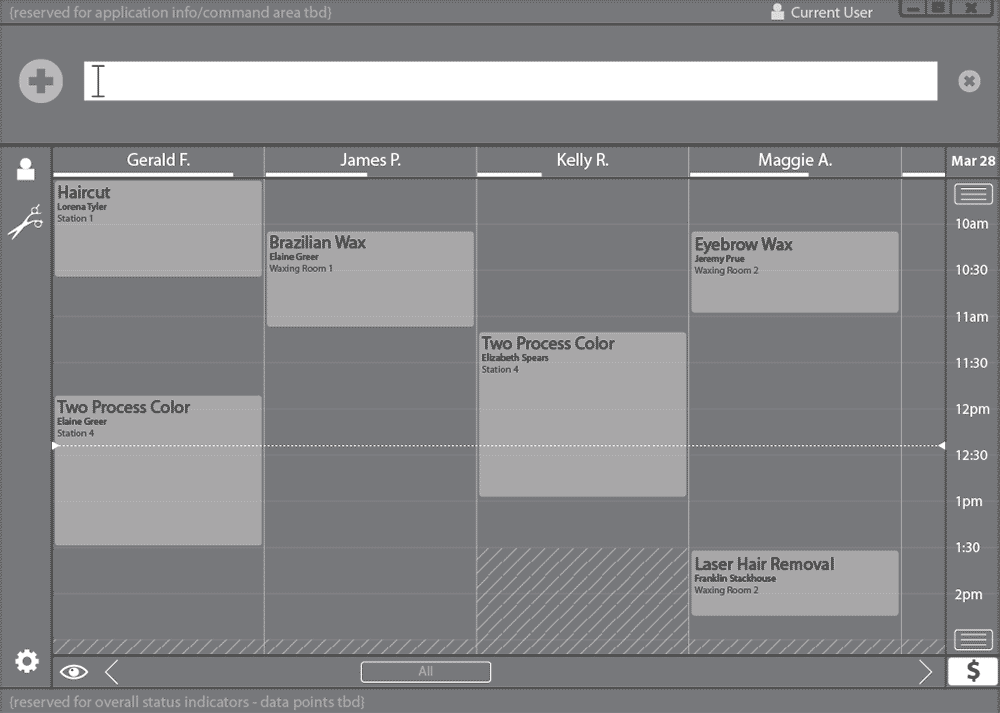 {reserved for application info/command area tbd}
Current User
Gerald F.
James P.
Kelly R.
Maggie A.
Mar 28
Haircut
Lorena Tyler
Station 1
Brazilian Wax
Elaine Greer
Waxing Room 1
Eyebrow Wax
Jeremy Prue
Waxing Room 2
Two Process Color
Elizabeth Spears
Station 4
Two Process Color
Elaine Greer
Station 4
Laser Hair Removal
Franklin Stackhouse
Waxing Room 2
10am
10:30
11am
11:30
12pm
12:30
1pm
1:30
2pm
All
$
{reserved for overall status indicators - data points tbd}